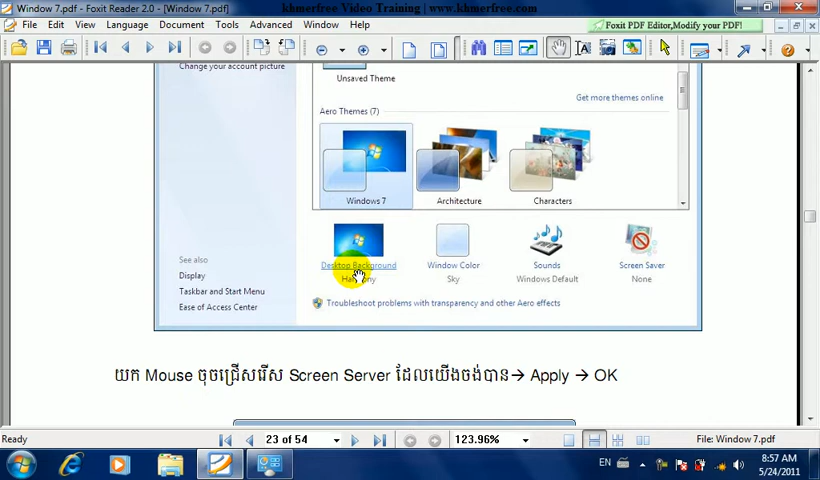 Window 7.pdf - Foxit Reader 2.0 - [Window 7.pdf]
khmerfree Video Training | www.khmerfree.com
File Edit View Language Document Tools Advanced Window Help
Foxit PDF Editor,Modify your PDF!
Change your account picture
Unsaved Theme
Get more themes online
Aero Themes (7)
Windows 7
Architecture
Characters
See also
Display
Taskbar and Start Menu
Ease of Access Center
Desktop Background
Harmony
Window Color
Sky
Sounds
Windows Default
Screen Saver
None
Troubleshoot problems with transparency and other Aero effects
យក Mouse ចុចជ្រើសរើស Screen Server ដែលយើងចង់បាន→ Apply → OK
Ready
23 of 54
123.96%
File: Window 7.pdf
EN
8:57 AM
5/24/2011